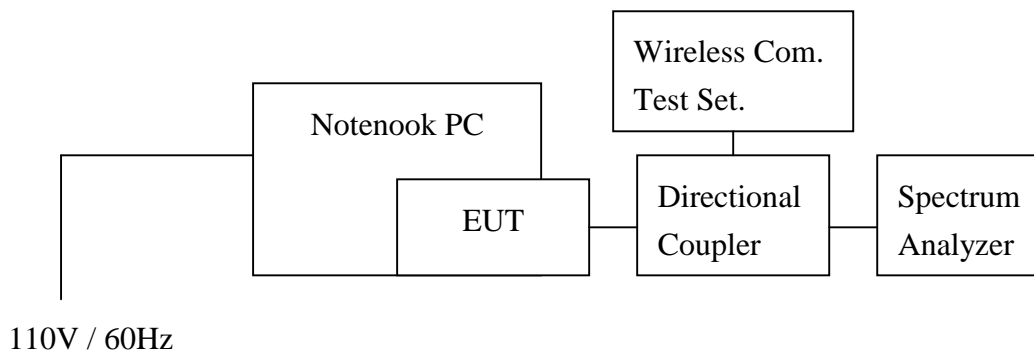 Wireless Com.
Test Set.
Notenook PC
EUT
Directional
Coupler
Spectrum
Analyzer
110V / 60Hz